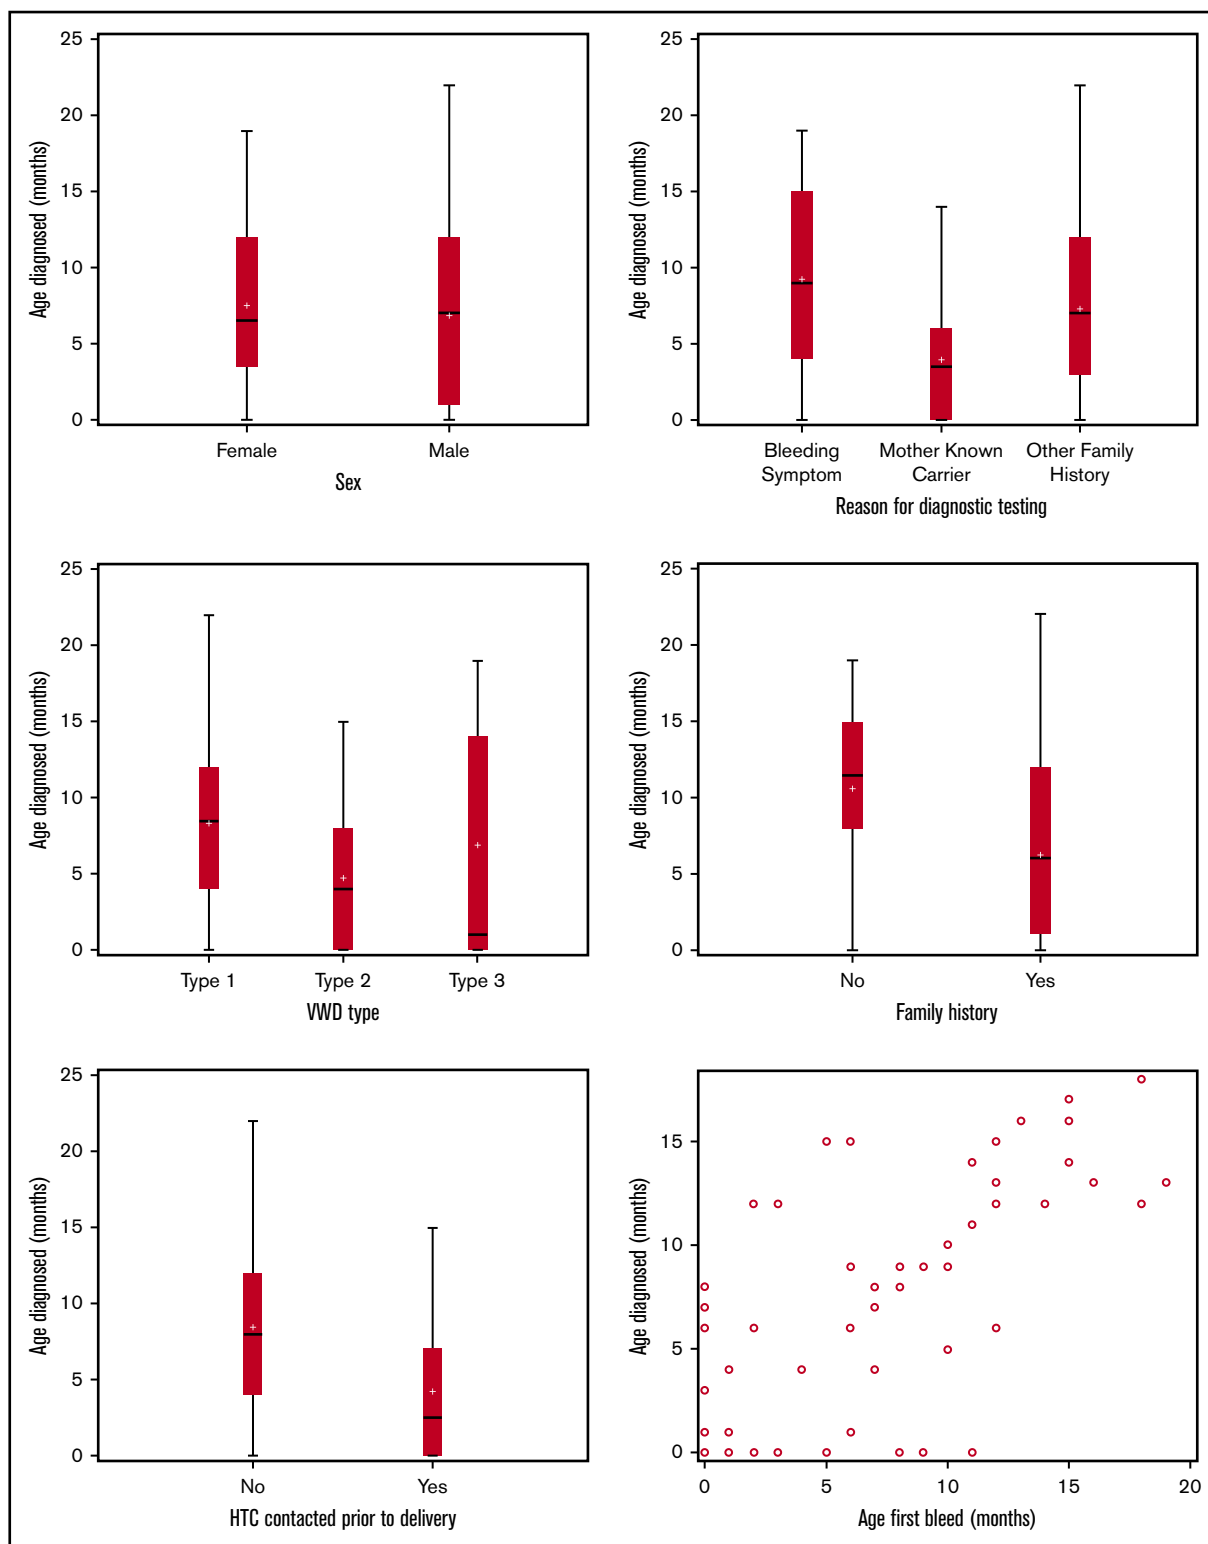 25
20
15
10
5
0
Age diagnosed (months)
Female
Male
Sex
25
20
15
10
5
0
Age diagnosed (months)
Bleeding Symptom
Mother Known Carrier
Other Family History
Reason for diagnostic testing
25
20
15
10
5
0
Age diagnosed (months)
Type 1
Type 2
Type 3
VWD type
25
20
15
10
5
0
Age diagnosed (months)
No
Yes
Family history
25
20
15
10
5
0
Age diagnosed (months)
No
Yes
HTC contacted prior to delivery
15
10
5
0
Age diagnosed (months)
0
5
10
15
20
Age first bleed (months)